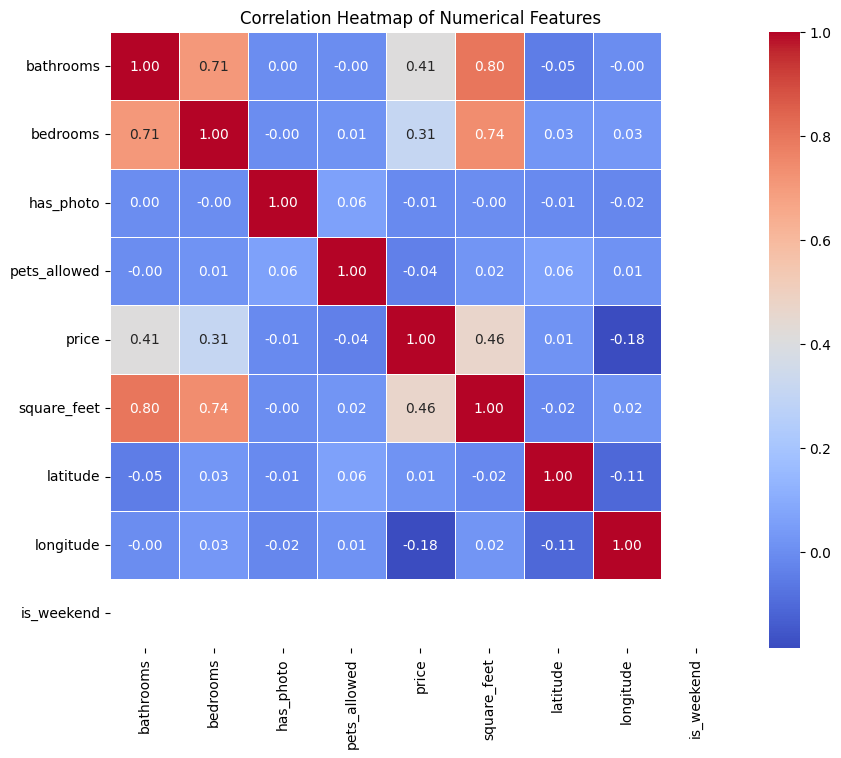 Correlation Heatmap of Numerical Features
bathrooms 1.00 0.71 0.00 -0.00 0.41 0.80 -0.05 -0.00
bedrooms 0.71 1.00 -0.00 0.01 0.31 0.74 0.03 0.03
has_photo 0.00 -0.00 1.00 0.06 -0.01 -0.00 -0.01 -0.02
pets_allowed -0.00 0.01 0.06 1.00 -0.04 0.02 0.06 0.01
price 0.41 0.31 -0.01 -0.04 1.00 0.46 0.01 -0.18
square_feet 0.80 0.74 -0.00 0.02 0.46 1.00 -0.02 0.02
latitude -0.05 0.03 -0.01 0.06 0.01 -0.02 1.00 -0.11
longitude -0.00 0.03 -0.02 0.01 -0.18 0.02 -0.11 1.00
is_weekend
bathrooms
bedrooms
has_photo
pets_allowed
price
square_feet
latitude
longitude
is_weekend
1.0
0.8
0.6
0.4
0.2
0.0